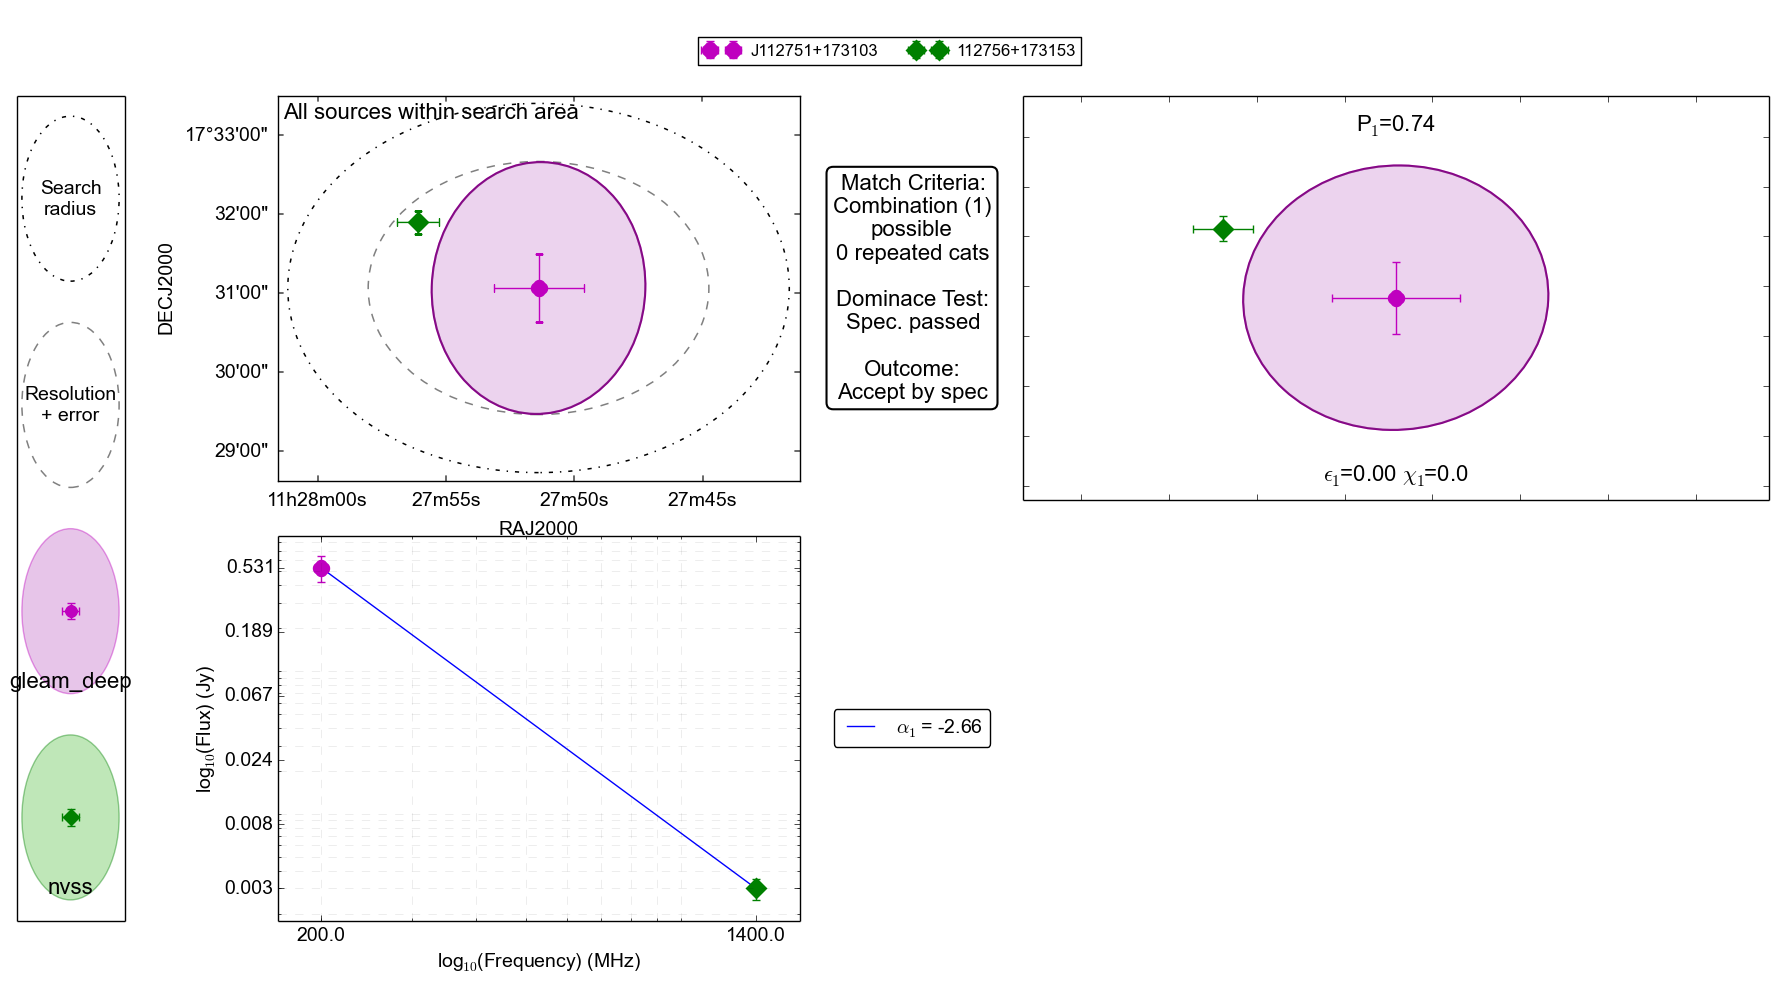 J112751+173103
112756+173153
Search
radius
Resolution
+ error
gleam_deep
nvss
All sources within search area
DECJ2000
17°33'00"
32'00"
31'00"
30'00"
29'00"
11h28m00s
27m55s
27m50s
27m45s
RAJ2000
Match Criteria:
Combination (1)
possible
0 repeated cats
Dominace Test:
Spec. passed
Outcome:
Accept by spec
P₁=0.74
ϵ₁=0.00 χ₁=0.0
log₁₀(Flux) (Jy)
0.531
0.189
0.067
0.024
0.008
0.003
200.0
1400.0
log₁₀(Frequency) (MHz)
α₁ = -2.66